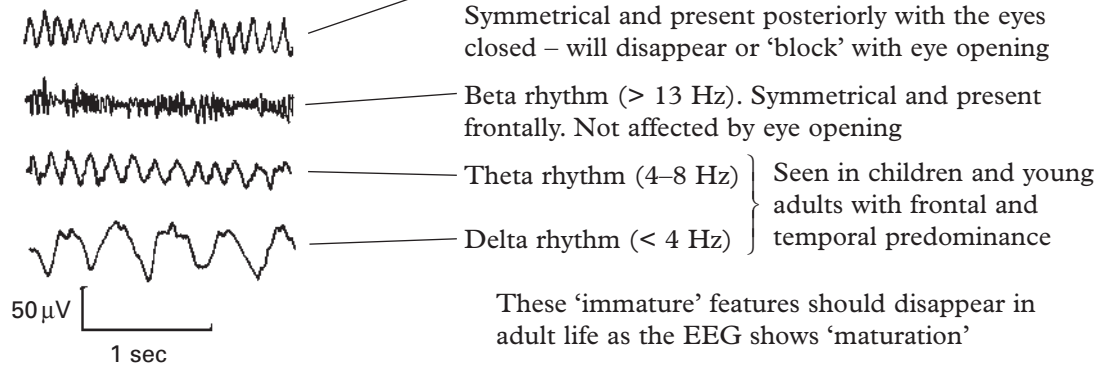 Symmetrical and present posteriorly with the eyes
closed – will disappear or ‘block’ with eye opening
Beta rhythm (> 13 Hz). Symmetrical and present
frontally. Not affected by eye opening
Theta rhythm (4–8 Hz)
Delta rhythm (< 4 Hz)
Seen in children and young
adults with frontal and
temporal predominance
50 μV
1 sec
These ‘immature’ features should disappear in
adult life as the EEG shows ‘maturation’